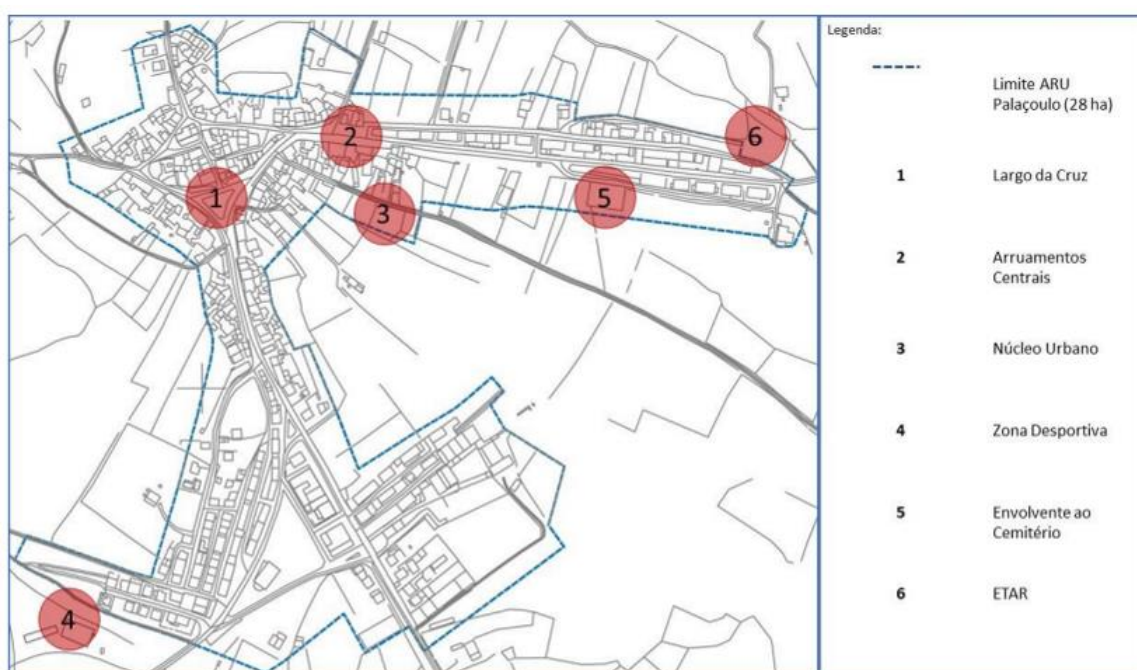 Legenda:
Limite ARU
Palaçoulo (28 ha)
1 Largo da Cruz
2 Arruamentos
Centrais
3 Núcleo Urbano
4 Zona Desportiva
5 Envolvente ao
Cemitério
6 ETAR
2
6
1
3
5
4